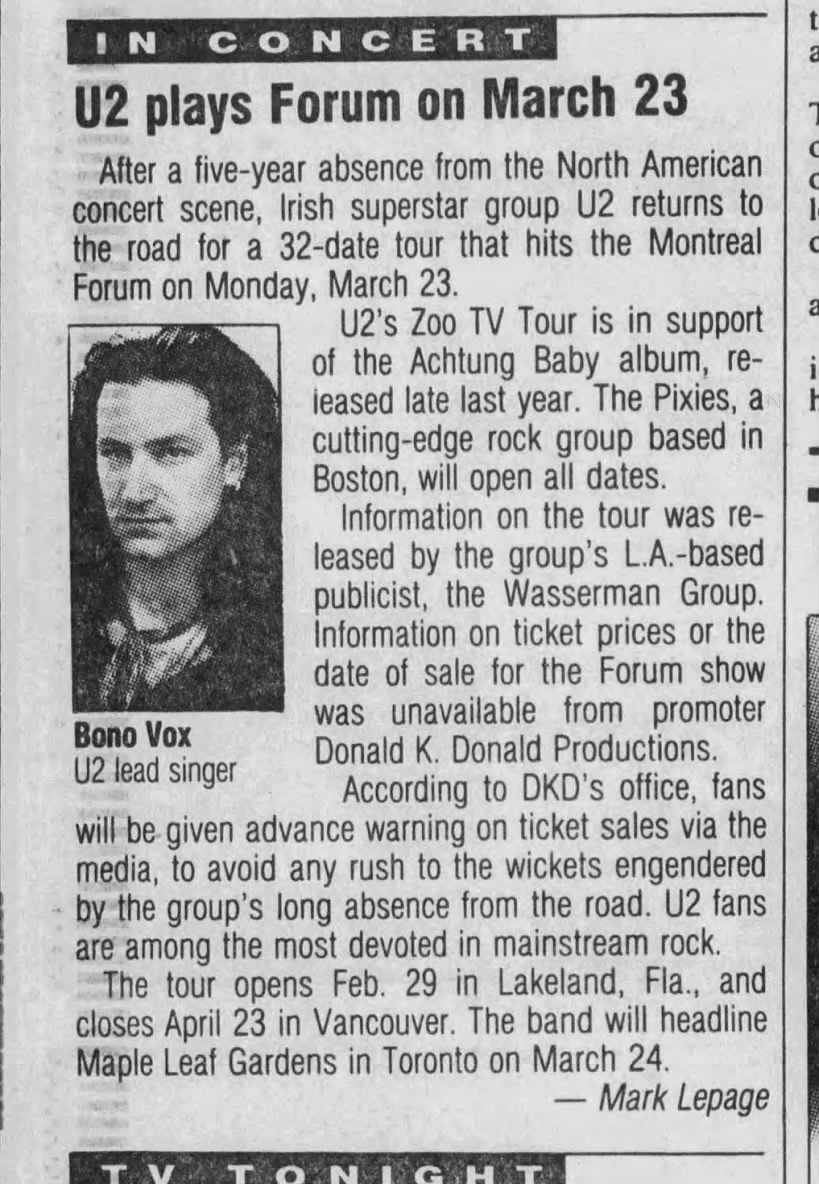 IN CONCERT
U2 plays Forum on March 23
After a five-year absence from the North American
concert scene, Irish superstar group U2 returns to
the road for a 32-date tour that hits the Montreal
Forum on Monday, March 23.
U2's Zoo TV Tour is in support
of the Achtung Baby album, re-
leased late last year. The Pixies, a
cutting-edge rock group based in
Boston, will open all dates.
Information on the tour was re-
leased by the group's L.A.-based
publicist, the Wasserman Group.
Information on ticket prices or the
date of sale for the Forum show
was unavailable from promoter
Donald K. Donald Productions.
Bono Vox
U2 lead singer
According to DKD's office, fans
will be given advance warning on ticket sales via the
media, to avoid any rush to the wickets engendered
by the group's long absence from the road. U2 fans
are among the most devoted in mainstream rock.
The tour opens Feb. 29 in Lakeland, Fla., and
closes April 23 in Vancouver. The band will headline
Maple Leaf Gardens in Toronto on March 24.
— Mark Lepage
TV TONIGHT